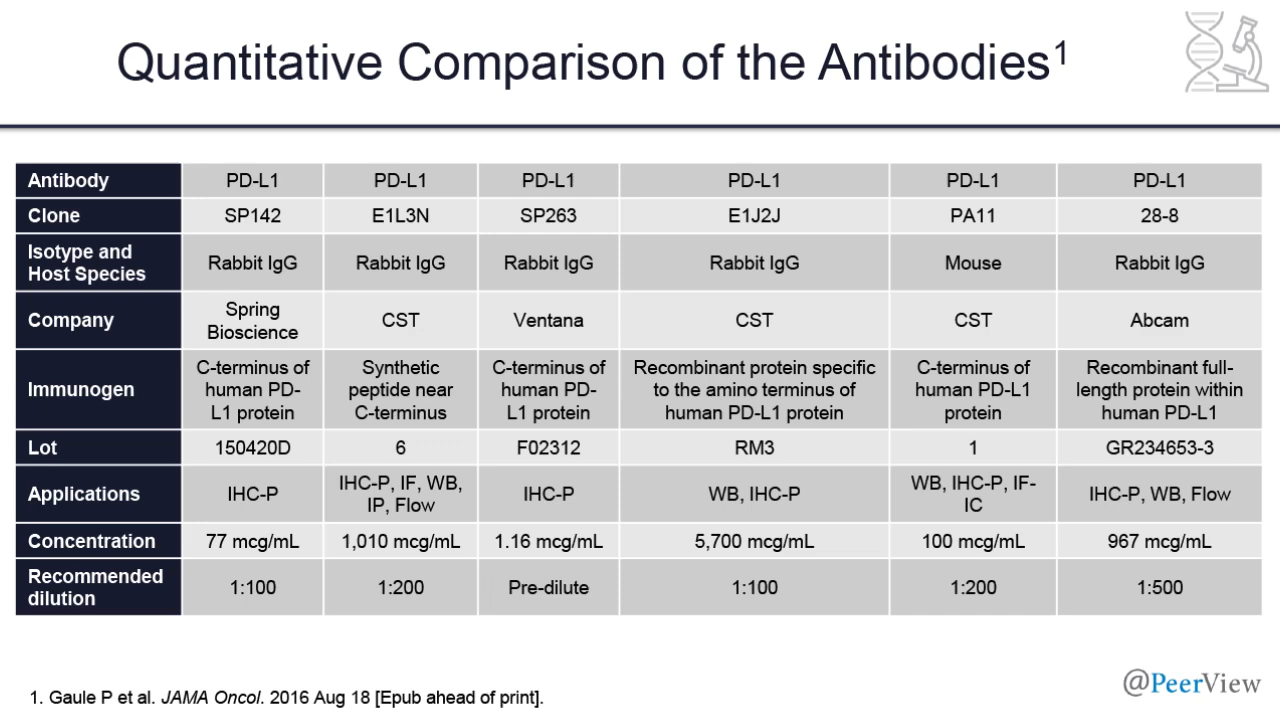 Quantitative Comparison of the Antibodies1
Antibody PD-L1 PD-L1 PD-L1 PD-L1 PD-L1 PD-L1
Clone SP142 E1L3N SP263 E1J2J PA11 28-8
Isotype and
Host Species
Rabbit IgG Rabbit IgG Rabbit IgG Rabbit IgG Mouse Rabbit IgG
Company
Spring
Bioscience
CST Ventana CST CST Abcam
Immunogen
C-terminus of
human PD-
L1 protein
Synthetic
peptide near
C-terminus
C-terminus of
human PD-
L1 protein
Recombinant protein specific
to the amino terminus of
human PD-L1 protein
C-terminus of
human PD-L1
protein
Recombinant full-
length protein within
human PD-L1
Lot 150420D 6 F02312 RM3 1 GR234653-3
Applications
IHC-P
IHC-P, IF, WB,
IP, Flow
IHC-P
WB, IHC-P
WB, IHC-P, IF-
IC
IHC-P, WB, Flow
Concentration 77 mcg/mL 1,010 mcg/mL 1.16 mcg/mL 5,700 mcg/mL 100 mcg/mL 967 mcg/mL
Recommended
dilution
1:100 1:200 Pre-dilute 1:100 1:200 1:500
1. Gaule P et al. JAMA Oncol. 2016 Aug 18 [Epub ahead of print].
@PeerView